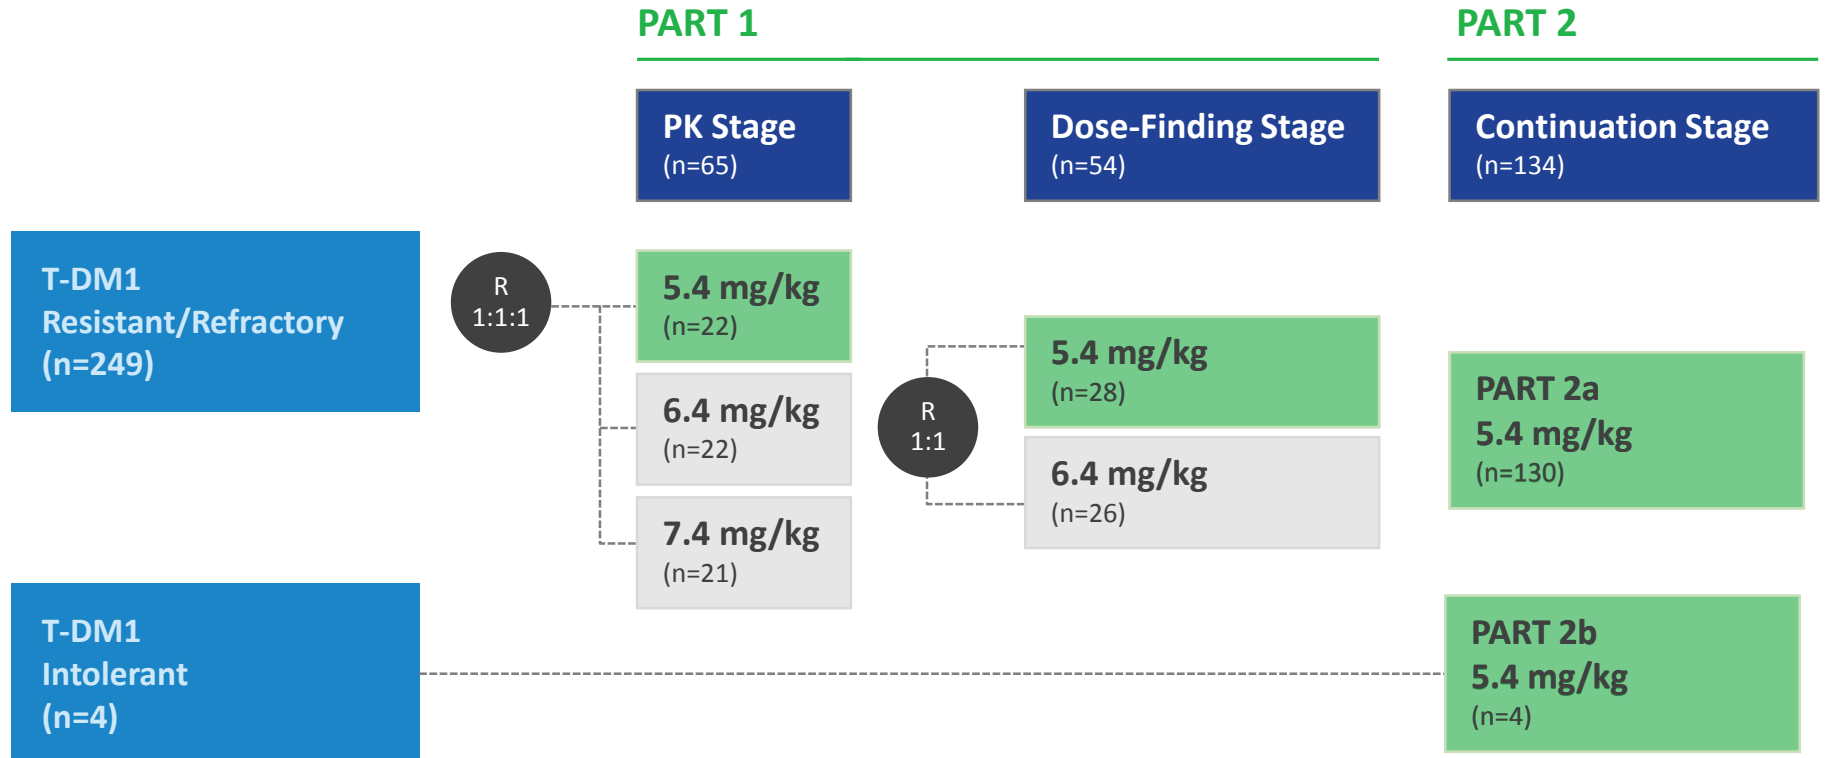 PART 1
PART 2
PK Stage
(n=65)
Dose-Finding Stage
(n=54)
Continuation Stage
(n=134)
T-DM1
Resistant/Refractory
(n=249)
R
1:1:1
5.4 mg/kg
(n=22)
6.4 mg/kg
(n=22)
7.4 mg/kg
(n=21)
R
1:1
5.4 mg/kg
(n=28)
6.4 mg/kg
(n=26)
PART 2a
5.4 mg/kg
(n=130)
T-DM1
Intolerant
(n=4)
PART 2b
5.4 mg/kg
(n=4)